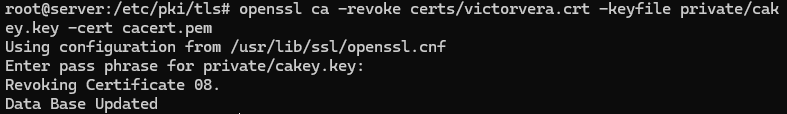 root@server:/etc/pki/tls# openssl ca -revoke certs/victorvera.crt -keyfile private/cak
ey.key -cert cacert.pem
Using configuration from /usr/lib/ssl/openssl.cnf
Enter pass phrase for private/cakey.key:
Revoking Certificate 08.
Data Base Updated